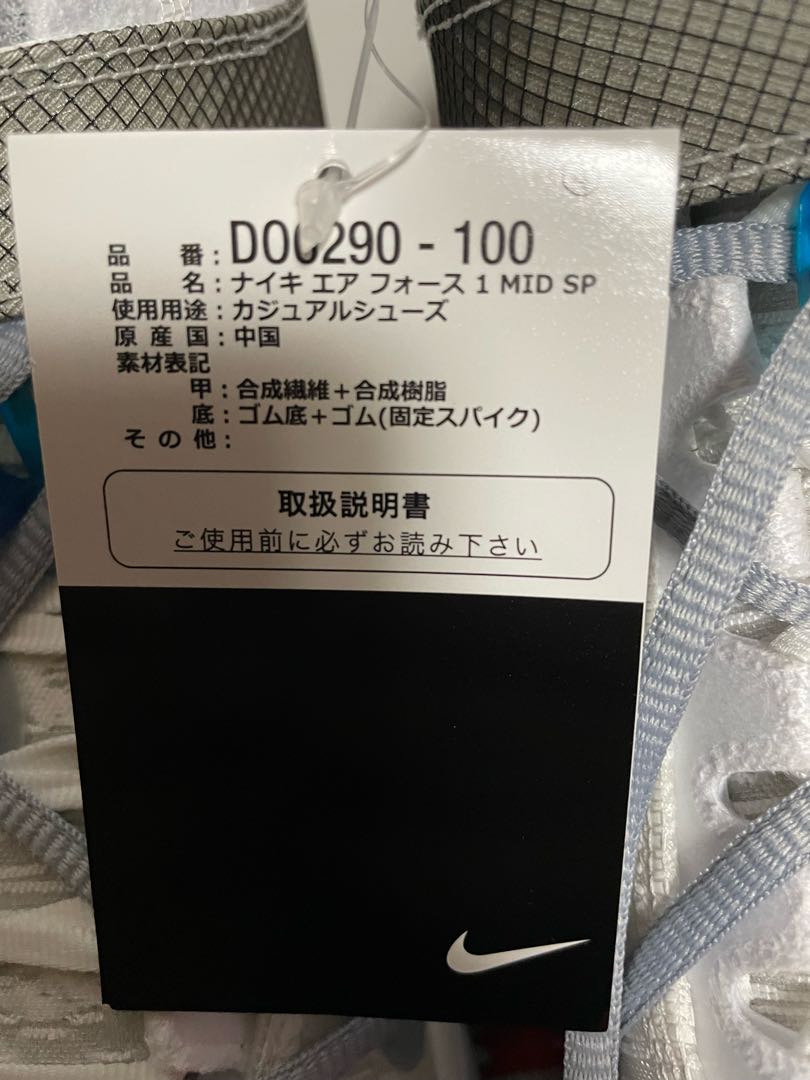 品 番：DO6290 - 100
品 名：ナイキ エア フォース 1 MID SP
使用用途：カジュアルシューズ
原 産 国：中国
素材表記
甲：合成繊維＋合成樹脂
底：ゴム底＋ゴム(固定スパイク)
そ の 他：
取扱説明書
ご使用前に必ずお読み下さい